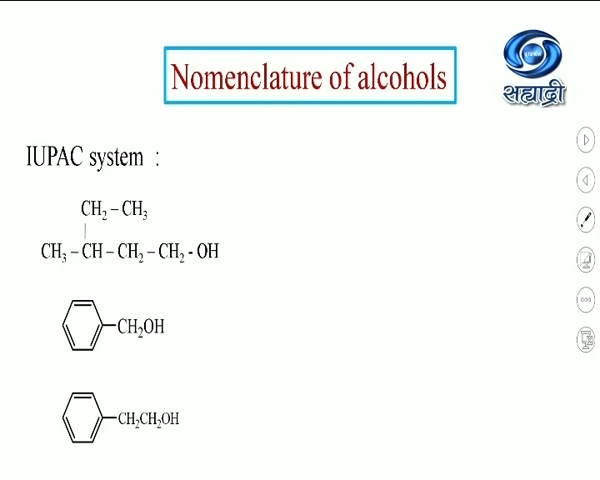 Nomenclature of alcohols
सह्याद्री
IUPAC system :
CH₂ – CH₃
CH₃ – CH – CH₂ – CH₂ - OH
CH₂OH
CH₂CH₂OH